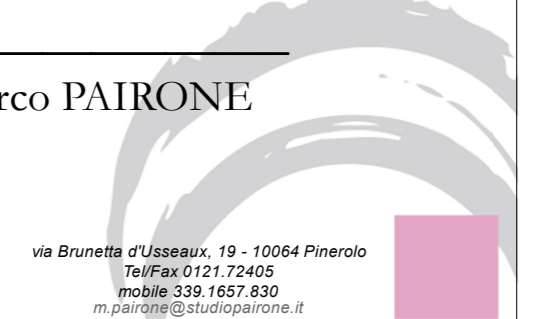 rco PAIRONE
via Brunetta d'Usseaux, 19 - 10064 Pinerolo
Tel/Fax 0121.72405
mobile 339.1657.830
m.pairone@studiopairone.it